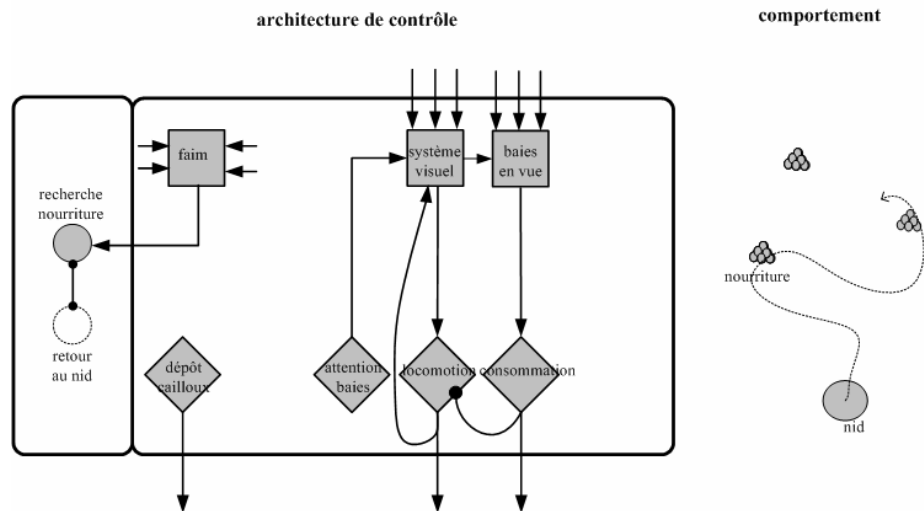 architecture de contrôle
comportement
faim
système
visuel
baies
en vue
recherche
nourriture
retour
au nid
dépôt
cailloux
attention
baies
locomotion
consommation
nourriture
nid